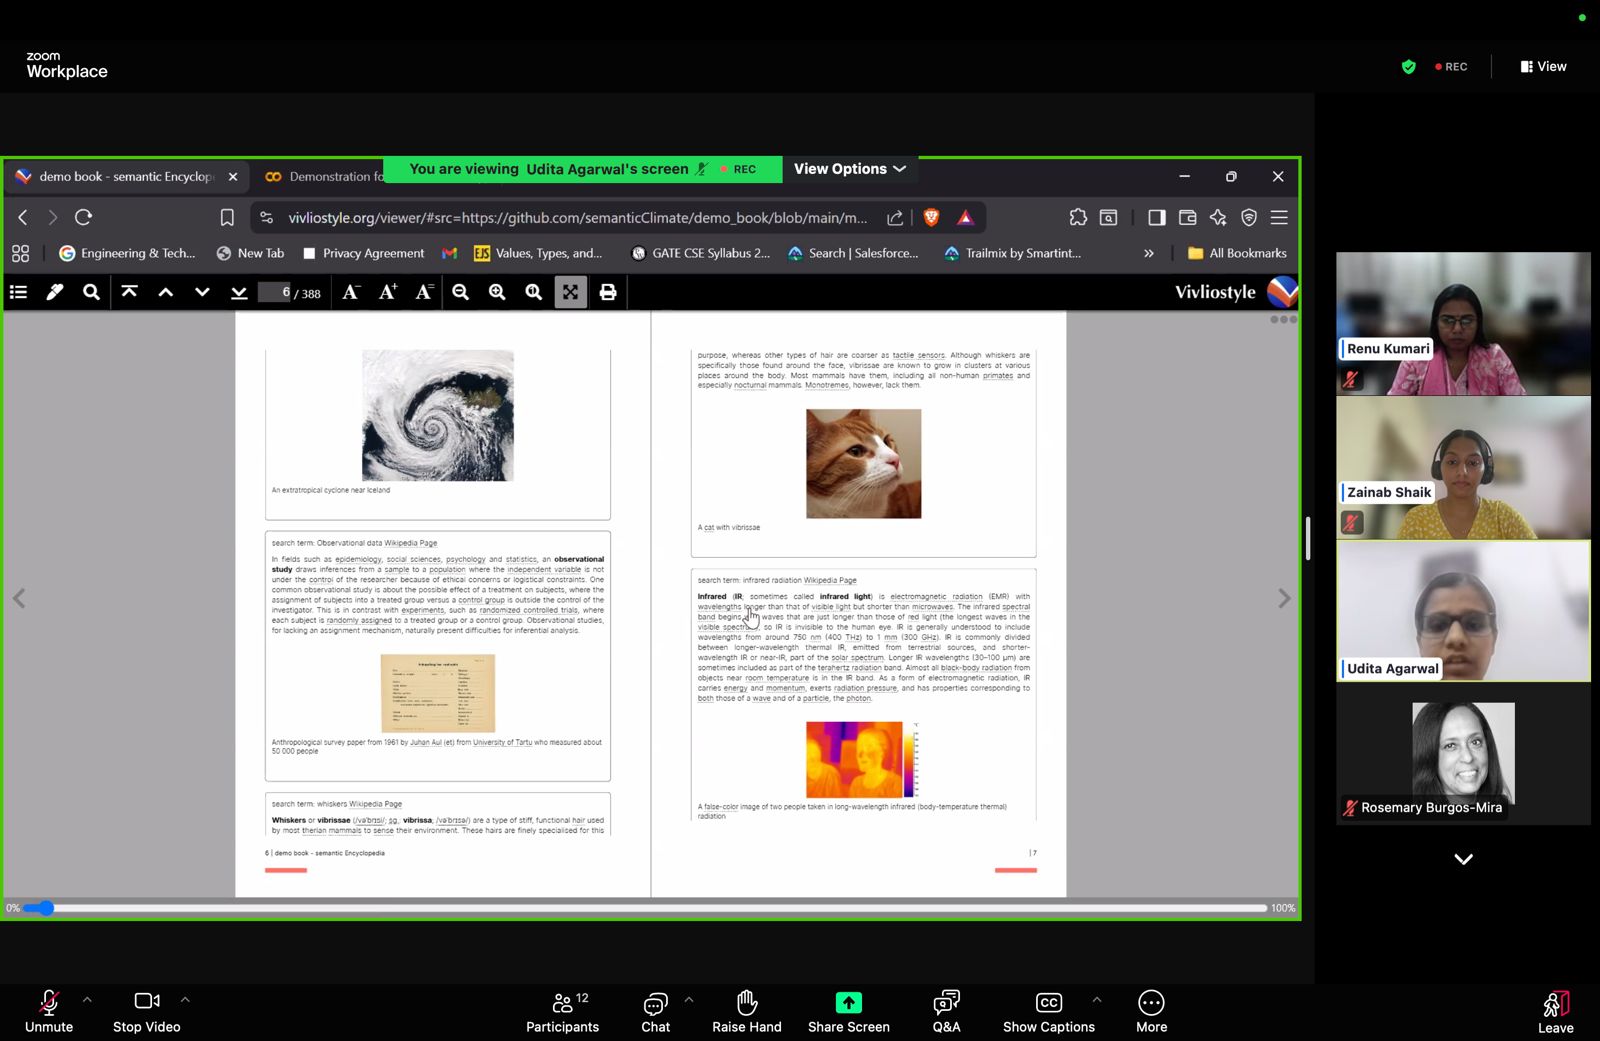 zoom
Workplace
REC
View
demo book - semantic Encyclop
Demonstration fo
You are viewing Udita Agarwal's screen
REC
View Options
vivliostyle.org/viewer/#src=https://github.com/semanticClimate/demo_book/blob/main/m...
Engineering & Tech...
New Tab
Privacy Agreement
EJS
Values, Types, and...
GATE CSE Syllabus 2...
Search | Salesforce...
Trailmix by Smartint...
»
All Bookmarks
6 / 388
A-
A+
A=
Vivliostyle
An extratropical cyclone near Iceland
search term: Observational data Wikipedia Page
In fields such as epidemiology, social sciences, psychology and statistics, an observational
study draws inferences from a sample to a population where the independent variable is not
under the control of the researcher because of ethical concerns or logistical constraints. One
common observational study is about the possible effect of a treatment on subjects, where the
assignment of subjects into a treated group versus a control group is outside the control of the
investigator. This is in contrast with experiments, such as randomized controlled trials, where
each subject is randomly assigned to a treated group or a control group. Observational studies,
for lacking an assignment mechanism, naturally present difficulties for inferential analysis.
Anthropological survey paper from 1961 by Juhan Aul (et) from University of Tartu who measured about
50 000 people
search term: whiskers Wikipedia Page
Whiskers or vibrissae (/vəˈbrɪsi/; sg. vibrissa; /vəˈbrɪsə/) are a type of stiff, functional hair used
by most therian mammals to sense their environment. These hairs are finely specialised for this
6 | demo book - semantic Encyclopedia
purpose, whereas other types of hair are coarser as tactile sensors. Although whiskers are
specifically those found around the face, vibrissae are known to grow in clusters at various
places around the body. Most mammals have them, including all non-human primates and
especially nocturnal mammals. Monotremes, however, lack them.
A cat with vibrissae
search term: infrared radiation Wikipedia Page
Infrared (IR; sometimes called infrared light) is electromagnetic radiation (EMR) with
wavelengths longer than that of visible light but shorter than microwaves. The infrared spectral
band begins waves that are just longer than those of red light (the longest waves in the
visible spectrum), so IR is invisible to the human eye. IR is generally understood to include
wavelengths from around 750 nm (400 THz) to 1 mm (300 GHz). IR is commonly divided
between longer-wavelength thermal IR, emitted from terrestrial sources, and shorter-
wavelength IR or near-IR, part of the solar spectrum. Longer IR wavelengths (30–100 μm) are
sometimes included as part of the terahertz radiation band. Almost all black-body radiation from
objects near room temperature is in the IR band. As a form of electromagnetic radiation, IR
carries energy and momentum, exerts radiation pressure, and has properties corresponding to
both those of a wave and of a particle, the photon.
A false-color image of two people taken in long-wavelength infrared (body-temperature thermal)
radiation
| 7
0%
100%
Renu Kumari
Zainab Shaik
Udita Agarwal
Rosemary Burgos-Mira
Unmute
Stop Video
12
Participants
Chat
Raise Hand
Share Screen
Q&A
CC
Show Captions
More
Leave